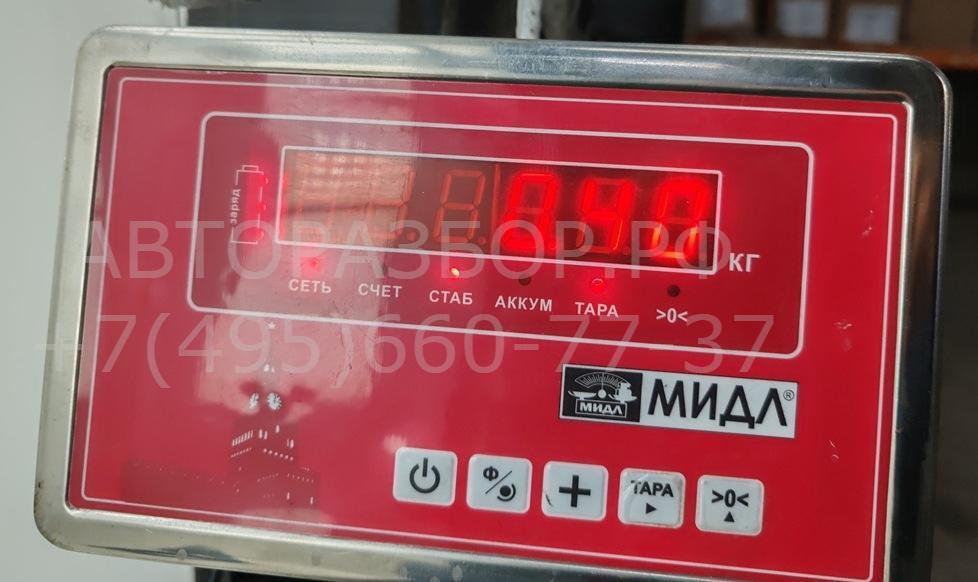 заряд
КГ
СЕТЬ СЧЕТ СТАБ АККУМ ТАРА >0<
АВТОРАЗБОР.РФ
+7(495)660-77-37
МИДЛ МИДЛ®
Ф ТАРА >0<